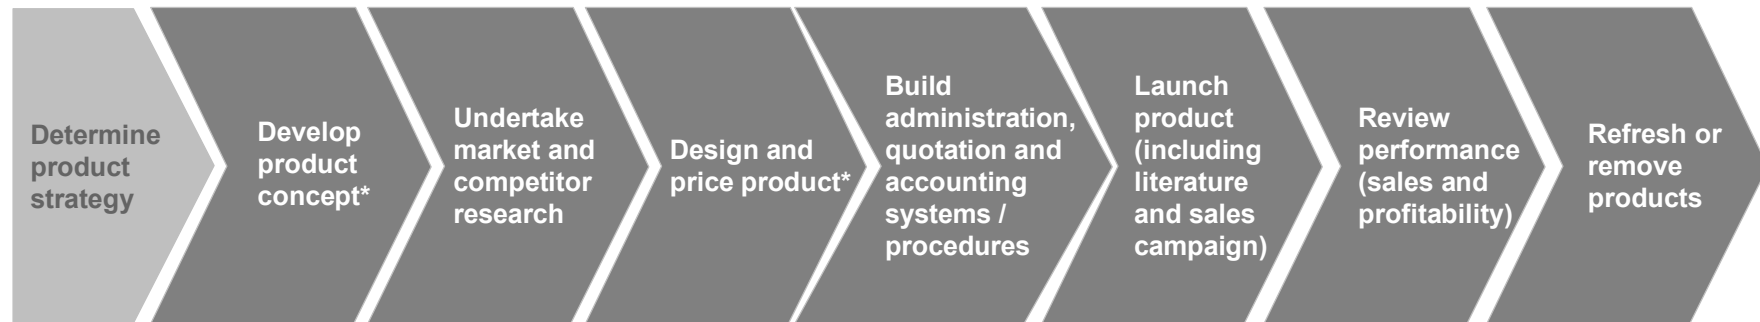 Determine
product
strategy
Develop
product
concept*
Undertake
market and
competitor
research
Design and
price product*
Build
administration,
quotation and
accounting
systems /
procedures
Launch
product
(including
literature
and sales
campaign)
Review
performance
(sales and
profitability)
Refresh or
remove
products